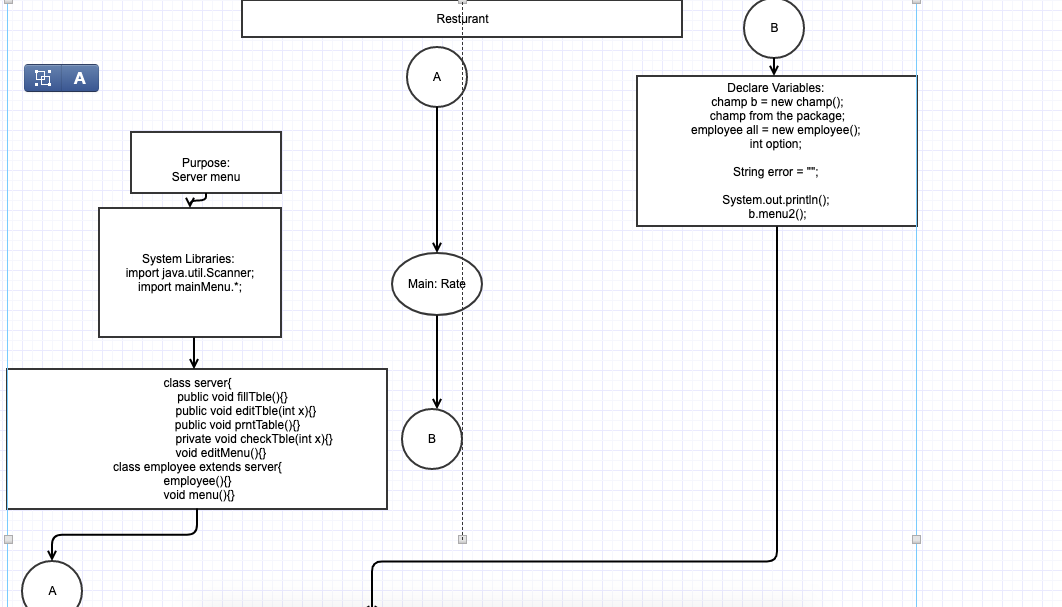 Resturant
A
Purpose:
Server menu
System Libraries:
import java.util.Scanner;
import mainMenu.*;
class server{
public void fillTble(){}
public void editTble(int x){}
public void prntTable(){}
private void checkTble(int x){}
void editMenu(){}
class employee extends server{
employee(){}
void menu(){}
A
A
Main: Rate
B
B
Declare Variables:
champ b = new champ();
champ from the package;
employee all = new employee();
int option;
String error = "";
System.out.println();
b.menu2();